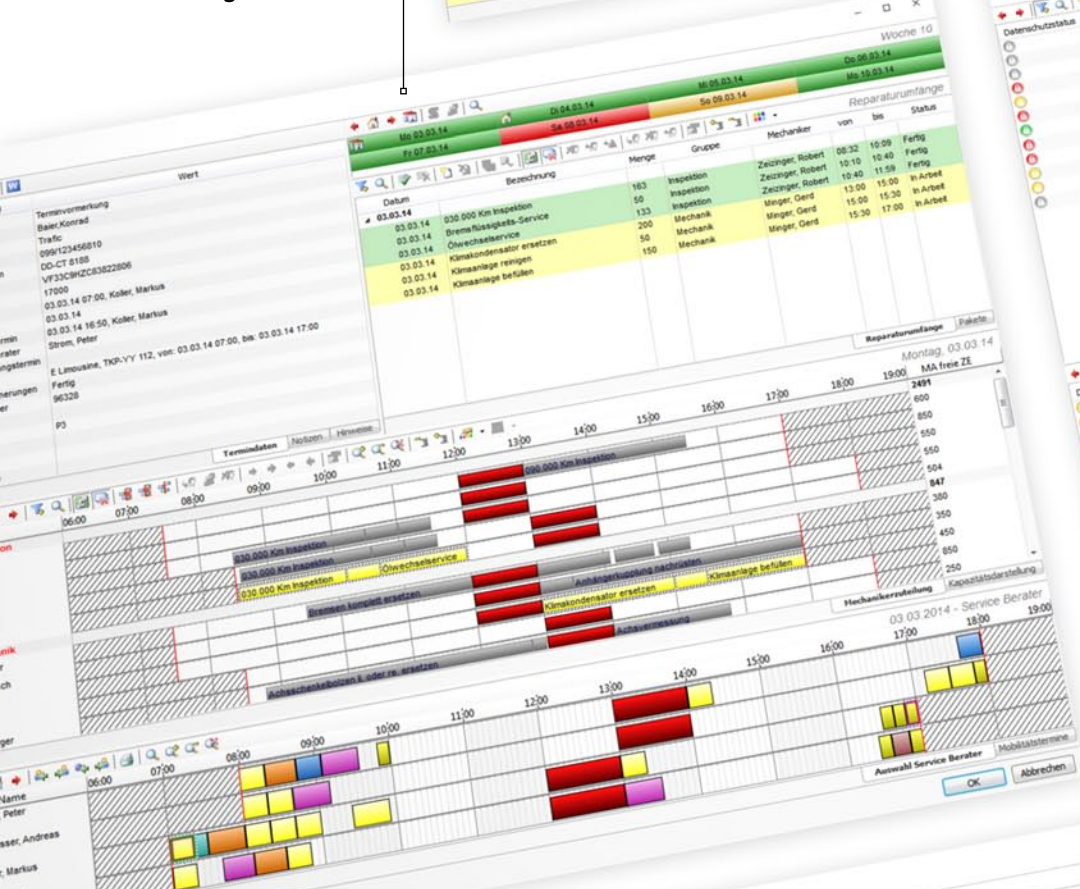 Datenschutzstatus
Woche 10
Mo 03.03.14
Di 04.03.14
Mi 05.03.14
Do 06.03.14
Fr 07.03.14
Sa 08.03.14
So 09.03.14
Mo 10.03.14
Reparaturumfänge
Datum Bezeichnung Menge Gruppe Mechaniker von bis Status
03.03.14
03.03.14 030.000 Km Inspektion 163 Inspektion Zeizinger, Robert 08:32 10:09 Fertig
03.03.14 Bremsflüssigkeits-Service 50 Inspektion Zeizinger, Robert 10:10 10:40 Fertig
03.03.14 Ölwechselservice 133 Inspektion Zeizinger, Robert 10:40 11:59 Fertig
03.03.14 Klimakondensator ersetzen 200 Mechanik Minger, Gerd 13:00 15:00 In Arbeit
03.03.14 Klimaanlage reinigen 50 Mechanik Minger, Gerd 15:00 15:30 In Arbeit
03.03.14 Klimaanlage befüllen 150 Mechanik Minger, Gerd 15:30 17:00 In Arbeit
Reparaturumfänge Pakete
W
Wert
Terminvormerkung
Baier,Konrad
Trafic
099/123456810
DD-CT 8188
VF33C9HZC83822806
17000
03.03.14 07:00, Koller, Markus
03.03.14
03.03.14 16:50, Koller, Markus
Strom, Peter
E Limousine, TKP-YY 112, von: 03.03.14 07:00, bis: 03.03.14 17:00
Fertig
96328
P3
Termindaten Notizen Hinweise
Montag, 03.03.14
06:00 07:00 08:00 09:00 10:00 11:00 12:00 13:00 14:00 15:00 16:00 17:00 18:00 19:00 MA freie ZE
2491
600
850
550
550
504
847
380
350
450
850
250
090.000 Km Inspektion
030.000 Km Inspektion
030.000 Km Inspektion
030.000 Km Inspektion Ölwechselservice
Bremsen komplett ersetzen
Anhängerkupplung nachrüsten
Klimakondensator ersetzen Klimaanlage befüllen
Achsvermessung
Achsschenkelbolzen li. oder re. ersetzen
Mechanikerzuteilung Kapazitätsdarstellung
03.03.2014 - Service Berater
Name 06:00 07:00 08:00 09:00 10:00 11:00 12:00 13:00 14:00 15:00 16:00 17:00 18:00 19:00
Peter
sser, Andreas
r, Markus
Auswahl Service Berater Mobilitätstermine
OK Abbrechen